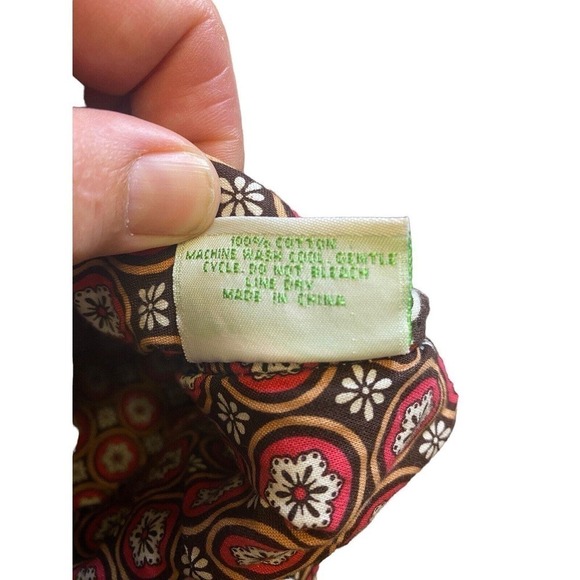 100% COTTON
MACHINE WASH COOL. GENTLE
CYCLE. DO NOT BLEACH
LINE DRY
MADE IN CHINA